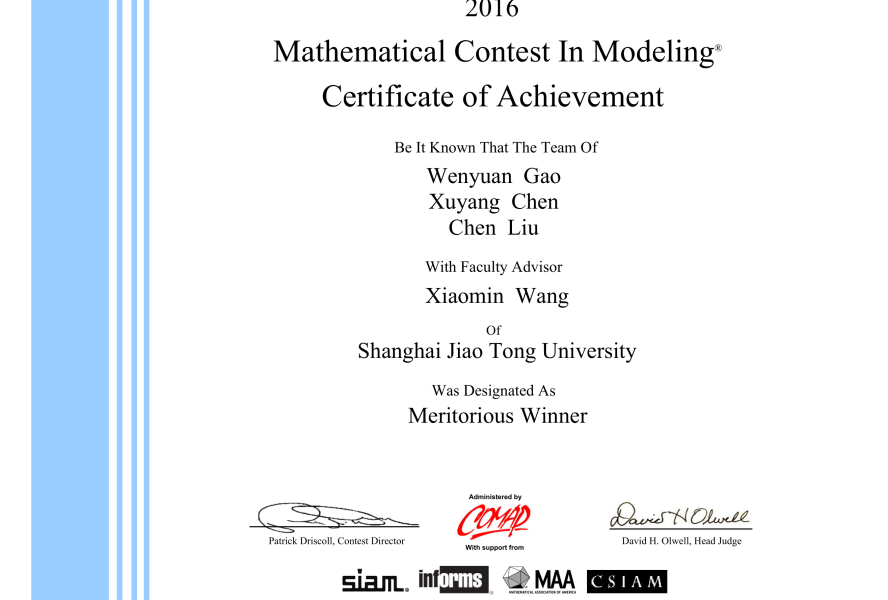 2016
Mathematical Contest In Modeling®
Certificate of Achievement
Be It Known That The Team Of
Wenyuan Gao
Xuyang Chen
Chen Liu
With Faculty Advisor
Xiaomin Wang
Of
Shanghai Jiao Tong University
Was Designated As
Meritorious Winner
Administered by
COMAP
With support from
David H Olwell
Patrick Driscoll, Contest Director
David H. Olwell, Head Judge
siam®
informs®
MAA
MATHEMATICAL ASSOCIATION OF AMERICA
CSIAM